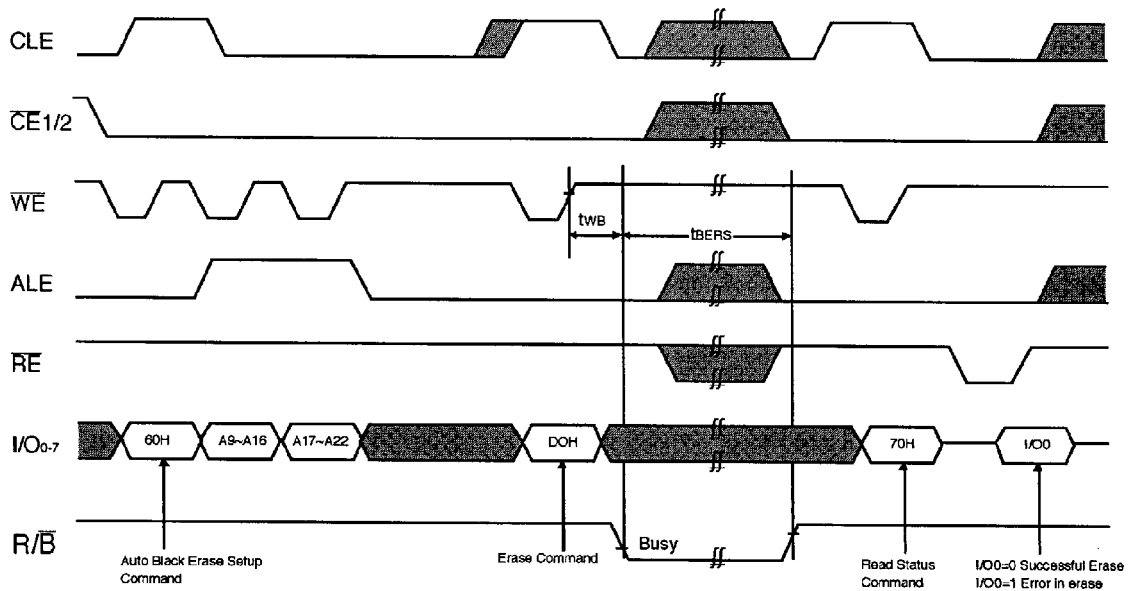 CLE
CE1/2
WE
tWB
tBERS
ALE
RE
I/O0-7
60H
A9~A16
A17~A22
DOH
70H
I/O0
R/B
Busy
Auto Black Erase Setup
Command
Erase Command
Read Status
Command
I/O0=0 Successful Erase
I/O0=1 Error in erase